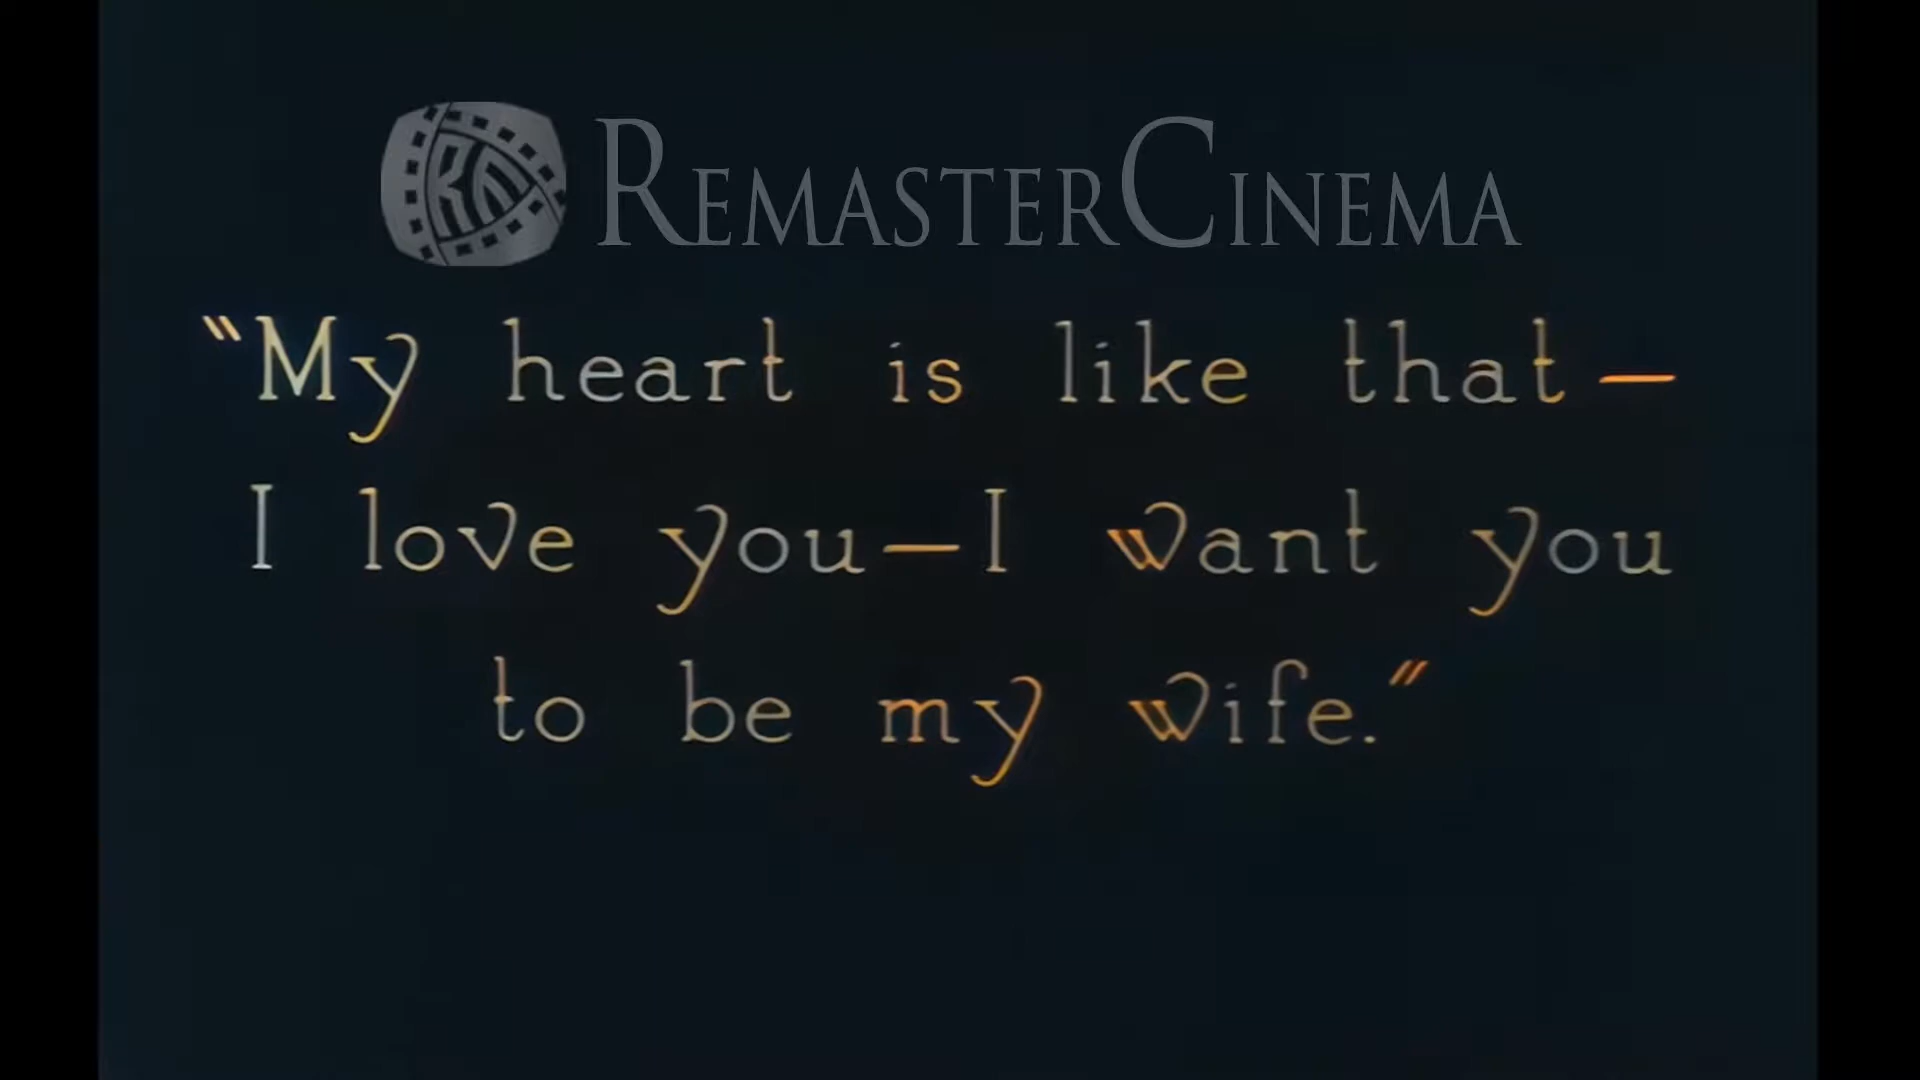 REMASTERCINEMA
"My heart is like that—
I love you—I want you
to be my wife."